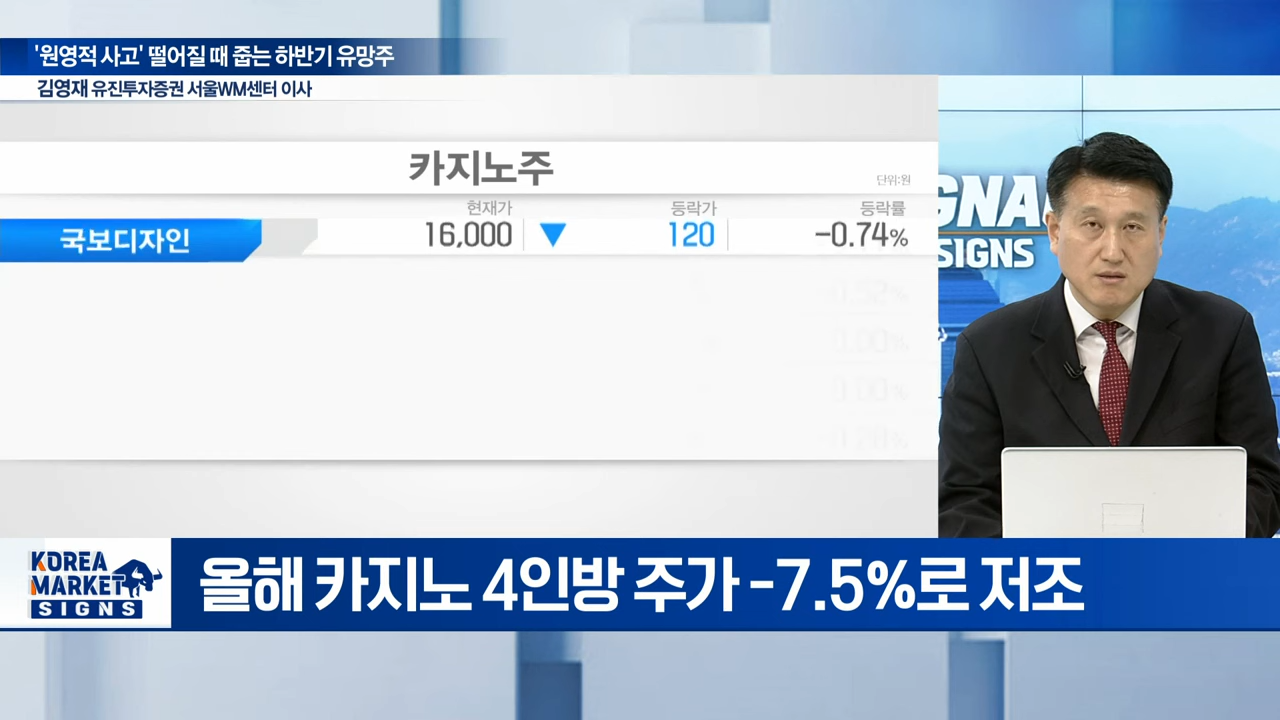 '원영적 사고' 떨어질 때 줍는 하반기 유망주
김영재 유진투자증권 서울WM센터 이사
카지노주
단위:원
현재가 등락가 등락률
국보디자인 16,000 ▼ 120 -0.74%
GNA
SIGNS
KOREA
MARKET
SIGNS
올해 카지노 4인방 주가 -7.5%로 저조